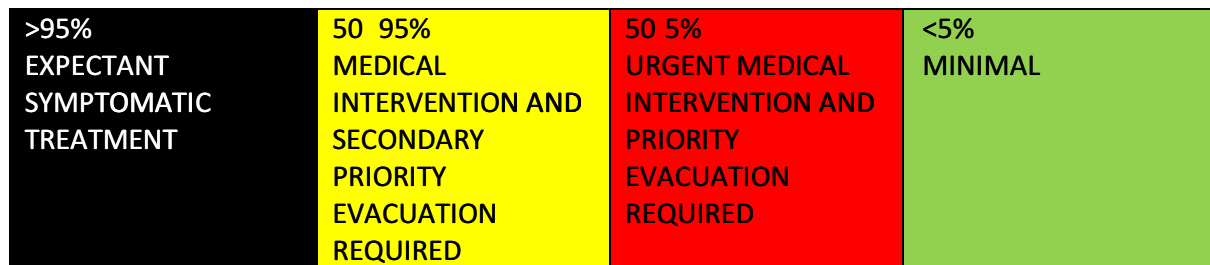 >95%
EXPECTANT
SYMPTOMATIC
TREATMENT
50 95%
MEDICAL
INTERVENTION AND
SECONDARY
PRIORITY
EVACUATION
REQUIRED
50 5%
URGENT MEDICAL
INTERVENTION AND
PRIORITY
EVACUATION
REQUIRED
<5%
MINIMAL